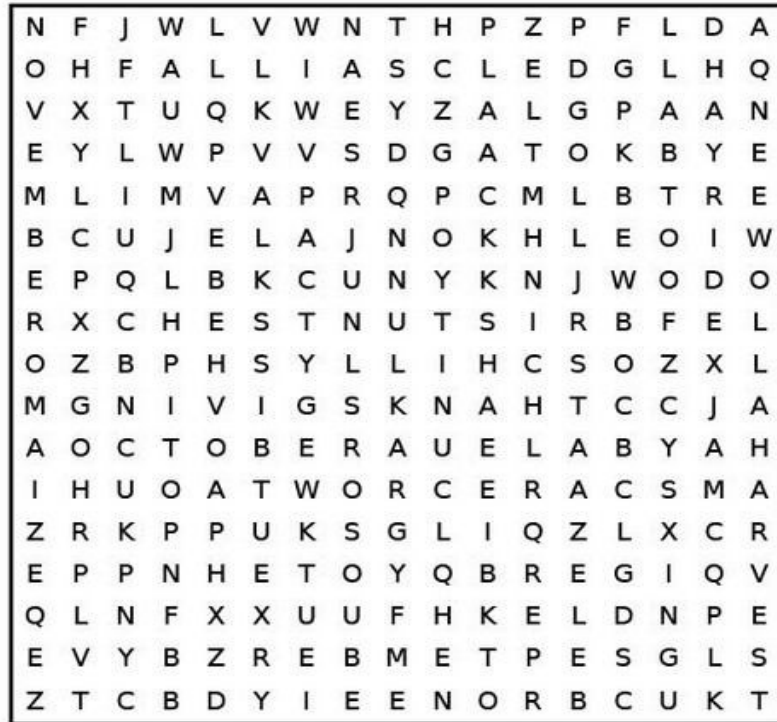 N F J W L V W N T H P Z P F L D A
O H F A L L I A S C L E D G L H Q
V X T U Q K W E Y Z A L G P A A N
E Y L W P V V S D G A T O K B Y E
M L I M V A P R Q P C M L B T R E
B C U J E L A J N O K H L E O I W
E P Q L B K C U N Y K N J W O D O
R X C H E S T N U T S I R B F E L
O Z B P H S Y L L I H C S O Z X L
M G N I V I G S K N A H T C C J A
A O C T O B E R A U E L A B Y A H
I H U O A T W O R C E R A C S M A
Z R K P P U K S G L I Q Z L X C R
E P P N H E T O Y Q B R E G I Q V
Q L N F X X U U F H K E L D N P E
E V Y B Z R E B M E T P E S G L S
Z T C B D Y I E E N O R B C U K T